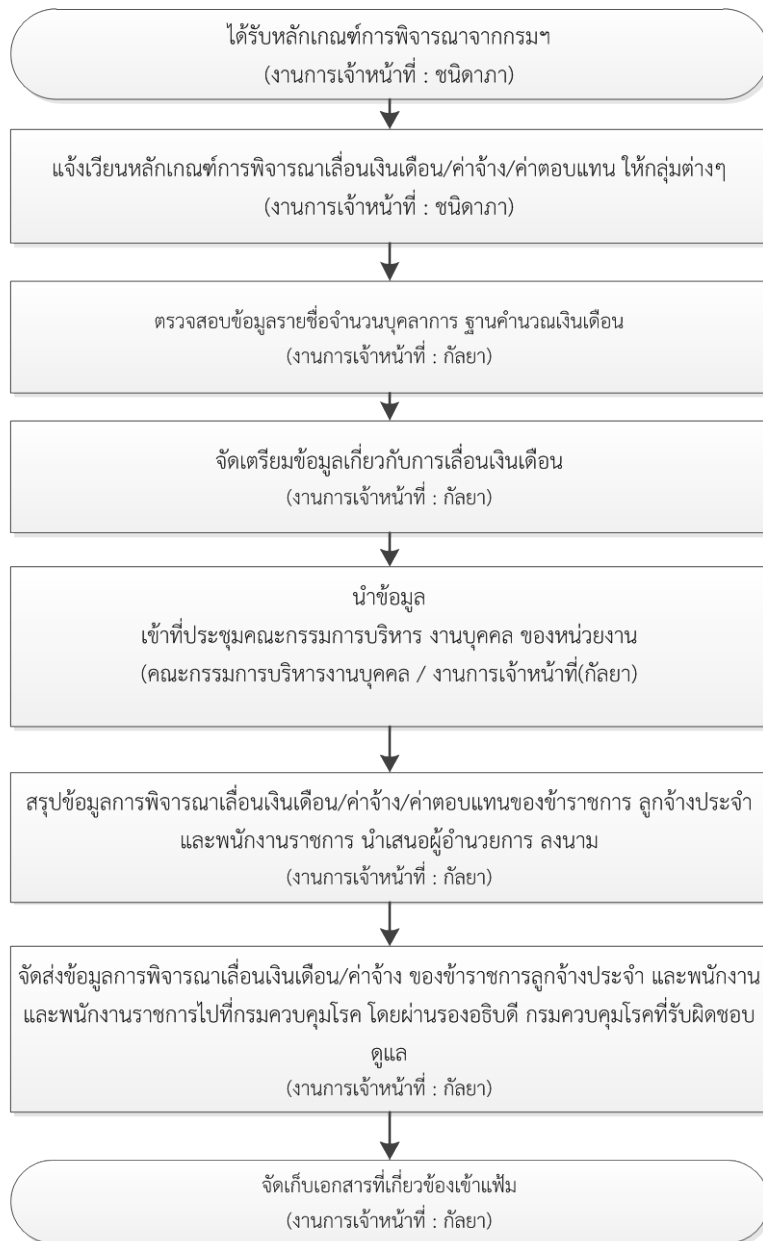 ได้รับหลักเกณฑ์การพิจารณาจากกรมฯ
(งานการเจ้าหน้าที่ : ชนิดาภา)
แจ้งเวียนหลักเกณฑ์การพิจารณาเลื่อนเงินเดือน/ค่าจ้าง/ค่าตอบแทน ให้กลุ่มต่างๆ
(งานการเจ้าหน้าที่ : ชนิดาภา)
ตรวจสอบข้อมูลรายชื่อจำนวนบุคลาการ ฐานคำนวณเงินเดือน
(งานการเจ้าหน้าที่ : กัลยา)
จัดเตรียมข้อมูลเกี่ยวกับการเลื่อนเงินเดือน
(งานการเจ้าหน้าที่ : กัลยา)
นำข้อมูล
เข้าที่ประชุมคณะกรรมการบริหาร งานบุคคล ของหน่วยงาน
(คณะกรรมการบริหารงานบุคคล / งานการเจ้าหน้าที่(กัลยา)
สรุปข้อมูลการพิจารณาเลื่อนเงินเดือน/ค่าจ้าง/ค่าตอบแทนของข้าราชการ ลูกจ้างประจำ
และพนักงานราชการ นำเสนอผู้อำนวยการ ลงนาม
(งานการเจ้าหน้าที่ : กัลยา)
จัดส่งข้อมูลการพิจารณาเลื่อนเงินเดือน/ค่าจ้าง ของข้าราชการลูกจ้างประจำ และพนักงาน
และพนักงานราชการไปที่กรมควบคุมโรค โดยผ่านรองอธิบดี กรมควบคุมโรคที่รับผิดชอบ
ดูแล
(งานการเจ้าหน้าที่ : กัลยา)
จัดเก็บเอกสารที่เกี่ยวข้องเข้าแฟ้ม
(งานการเจ้าหน้าที่ : กัลยา)